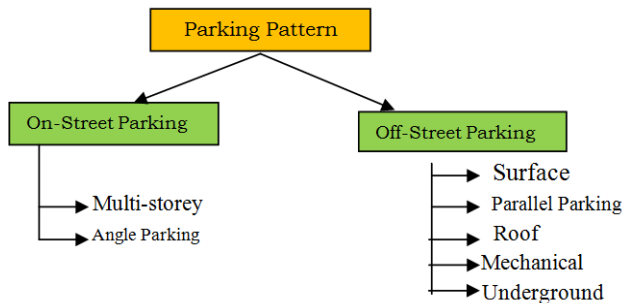 Parking Pattern
On-Street Parking
Multi-storey
Angle Parking
Off-Street Parking
Surface
Parallel Parking
Roof
Mechanical
Underground